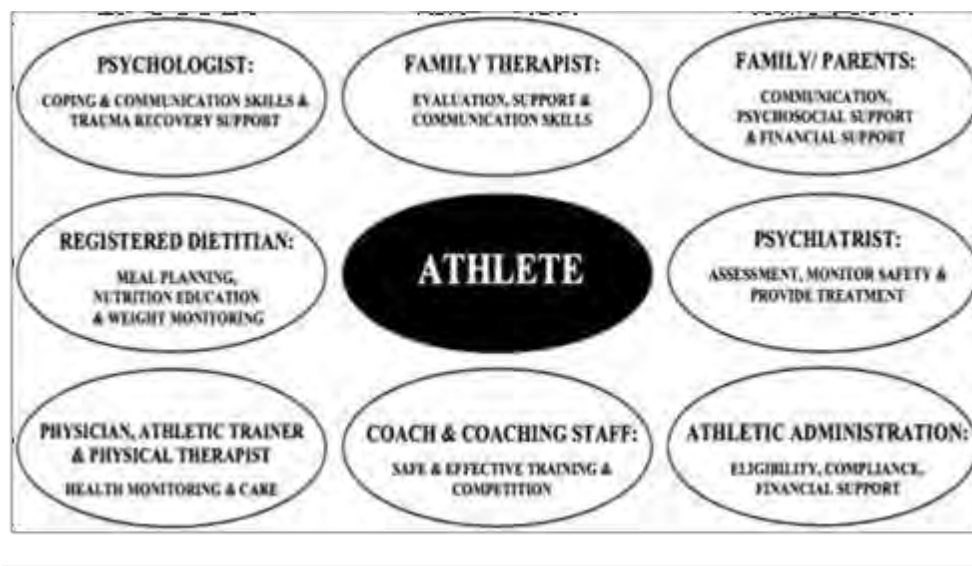 PSYCHOLOGIST:
COPING & COMMUNICATION SKILLS &
TRAUMA RECOVERY SUPPORT
FAMILY THERAPIST:
EVALUATION, SUPPORT &
COMMUNICATION SKILLS
FAMILY/ PARENTS:
COMMUNICATION,
PSYCHOSOCIAL SUPPORT
& FINANCIAL SUPPORT
REGISTERED DIETITIAN:
MEAL PLANNING,
NUTRITION EDUCATION
& WEIGHT MONITORING
ATHLETE
PSYCHIATRIST:
ASSESSMENT, MONITOR SAFETY &
PROVIDE TREATMENT
PHYSICIAN, ATHLETIC TRAINER
& PHYSICAL THERAPIST
HEALTH MONITORING & CARE
COACH & COACHING STAFF:
SAFE & EFFECTIVE TRAINING &
COMPETITION
ATHLETIC ADMINISTRATION:
ELIGIBILITY, COMPLIANCE,
FINANCIAL SUPPORT